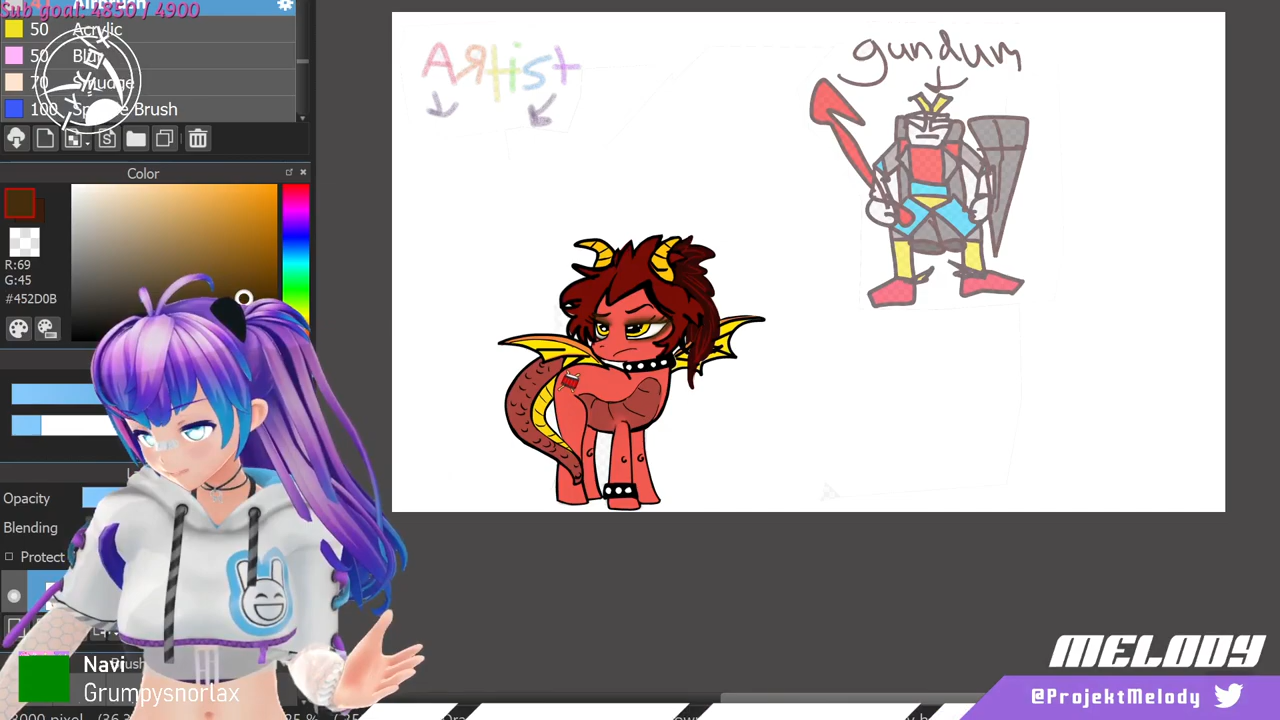 Sub goal: 4850 / 4900
50 Acrylic
50 Blur
70 Smudge
100
Brush
Color
R:69
G:45
#452D0B
Opacity
Blending
Protect
Navi
Grumpysnorlax
Artist
gundum
MELODY
@ProjektMelody